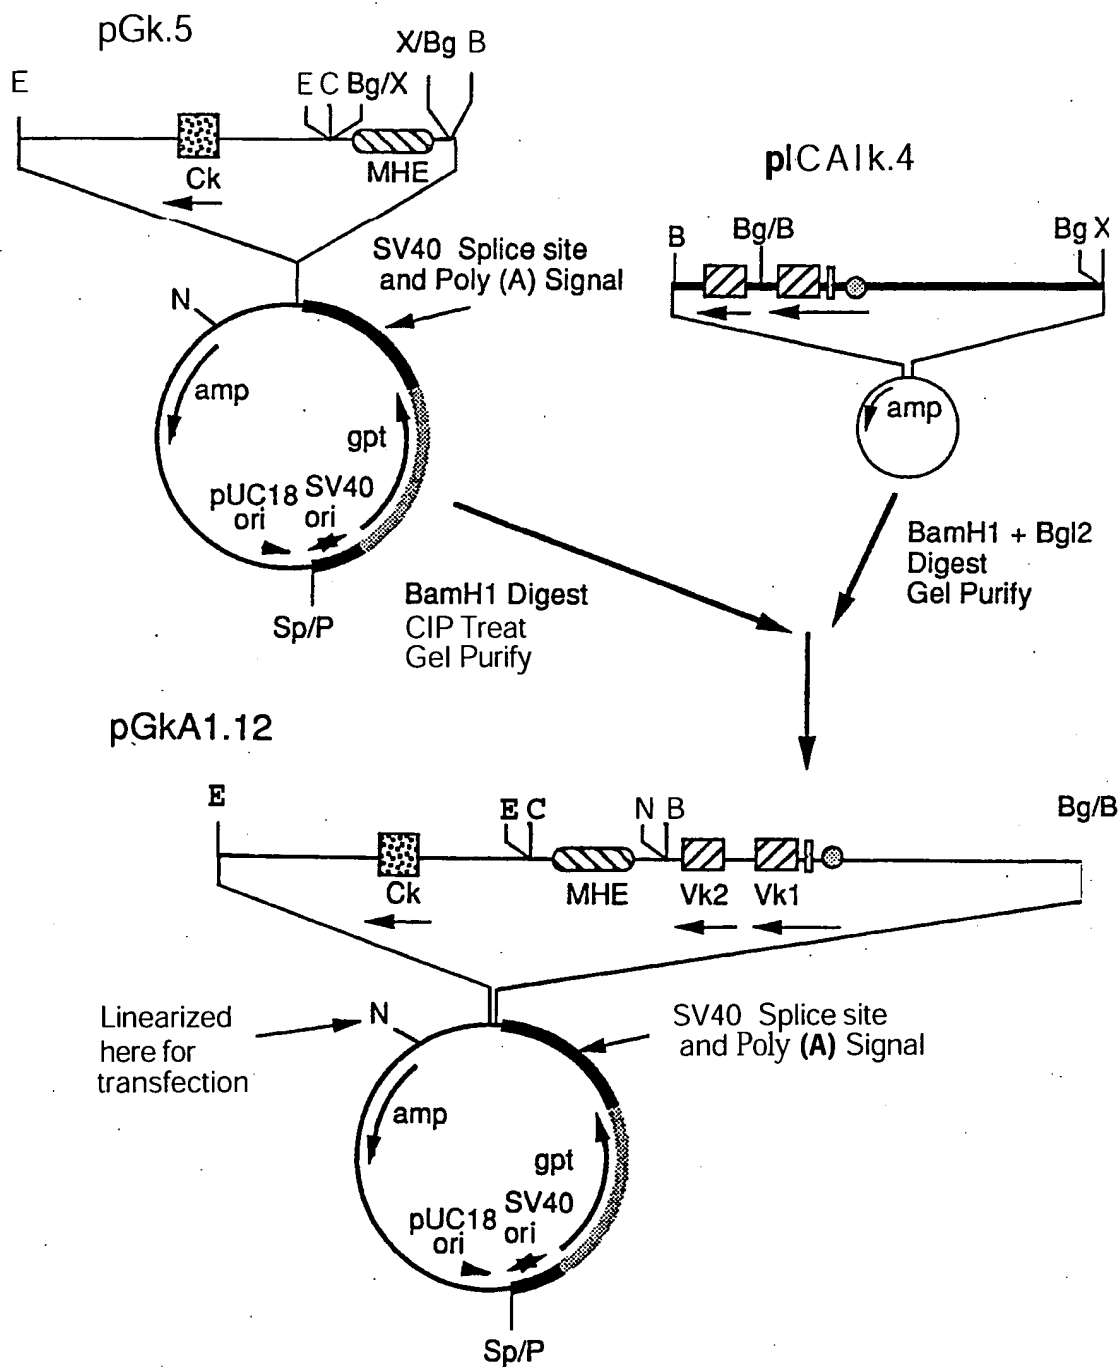 pGk.5
X/Bg B
E
E C Bg/X
Ck
MHE
pICAIk.4
B
Bg/B
Bg X
SV40 Splice site
and Poly (A) Signal
N
amp
gpt
pUC18
ori
SV40
ori
Sp/P
amp
BamH1 Digest
CIP Treat
Gel Purify
BamH1 + Bgl2
Digest
Gel Purify
pGkA1.12
E
E C
N B
Bg/B
Ck
MHE
Vk2
Vk1
Linearized
here for
transfection
N
SV40 Splice site
and Poly (A) Signal
amp
gpt
pUC18
ori
SV40
ori
Sp/P